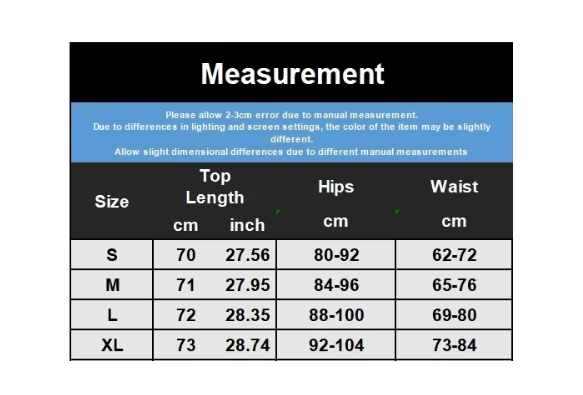 Measurement
Please allow 2-3cm error due to manual measurement.
Due to differences in lighting and screen settings, the color of the item may be slightly
different.
Allow slight dimensional differences due to different manual measurements
Size Top Length Hips Waist
cm inch cm cm
S 70 27.56 80-92 62-72
M 71 27.95 84-96 65-76
L 72 28.35 88-100 69-80
XL 73 28.74 92-104 73-84